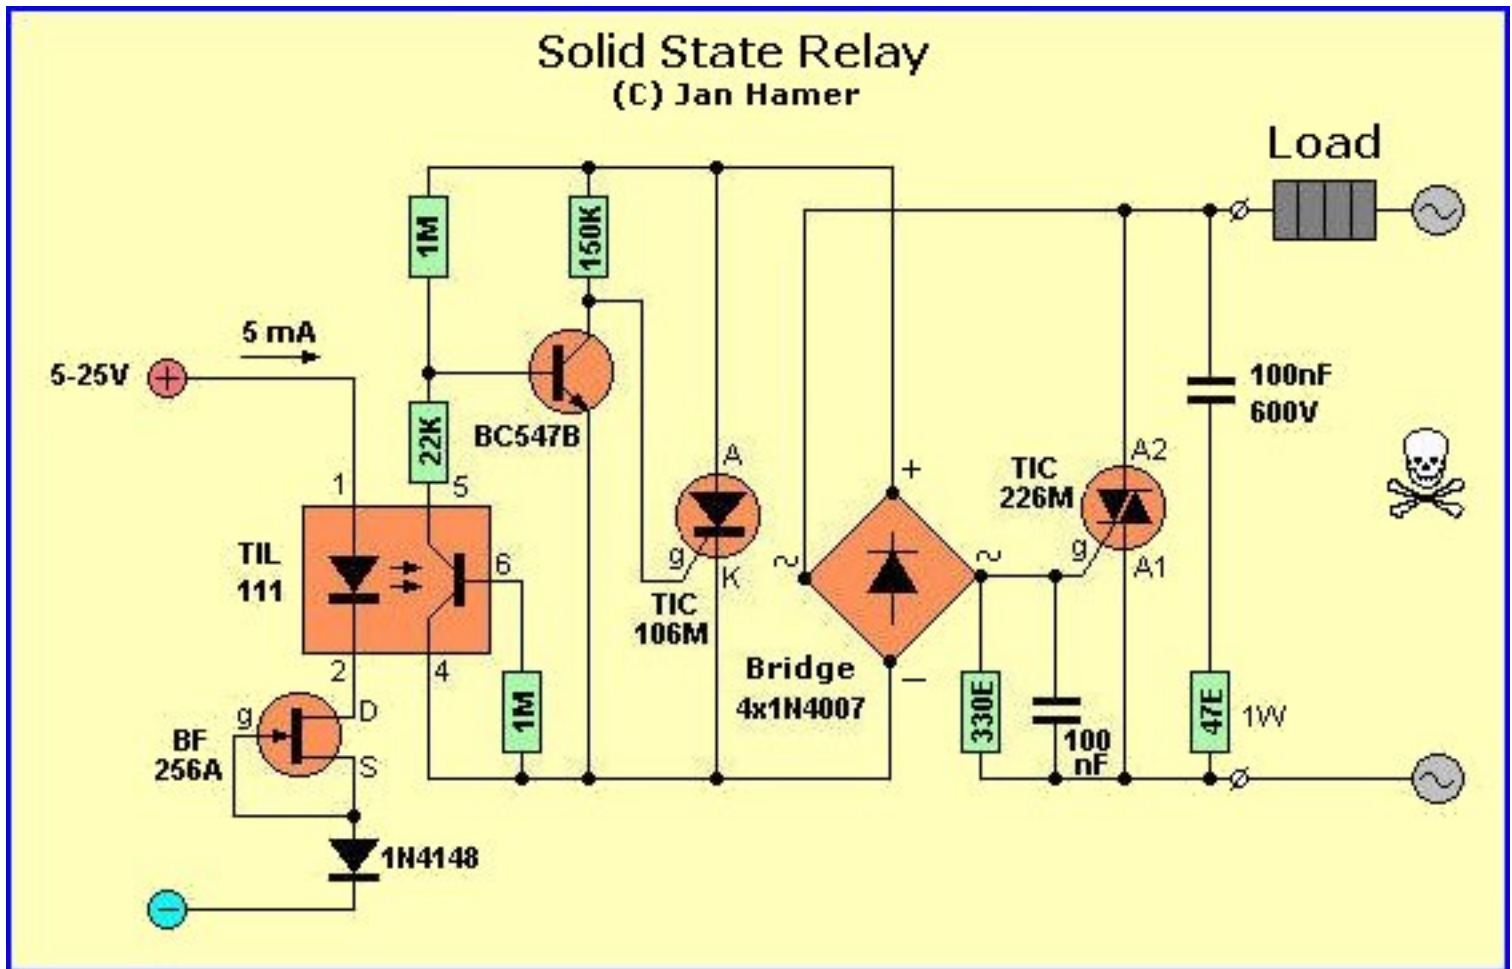 Solid State Relay
(C) Jan Hamer
Load
1M
150K
5 mA
5-25V
+
100nF
600V
22K
BC547B
A
A2
TIC
226M
1
5
+
g
A1
TIL
111
6
g
K
~
~
TIC
106M
2
4
Bridge
4x1N4007
−
1M
330E
100
nF
47E
1W
g
D
BF
256A
S
1N4148
−